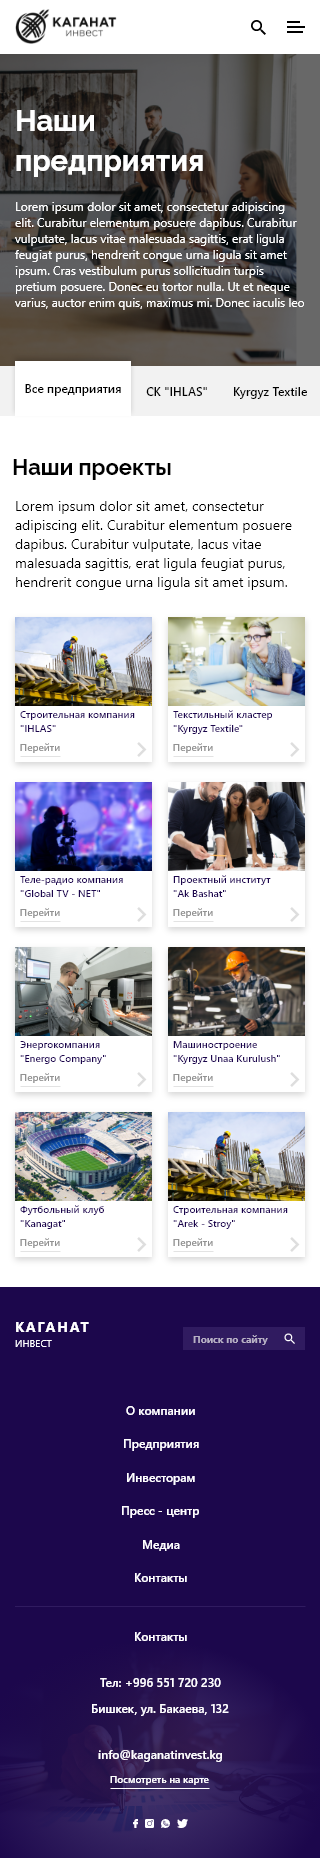 КАГАНАТ
ИНВЕСТ
Наши
предприятия
Lorem ipsum dolor sit amet, consectetur adipiscing
elit. Curabitur elementum posuere dapibus. Curabitur
vulputate, lacus vitae malesuada sagittis, erat ligula
feugiat purus, hendrerit congue urna ligula sit amet
ipsum. Cras vestibulum purus sollicitudin turpis
pretium posuere. Donec eu tortor nulla. Ut et neque
varius, auctor enim quis, maximus mi. Donec iaculis leo
Все предприятия
СК "IHLAS"
Kyrgyz Textile
Наши проекты
Lorem ipsum dolor sit amet, consectetur
adipiscing elit. Curabitur elementum posuere
dapibus. Curabitur vulputate, lacus vitae
malesuada sagittis, erat ligula feugiat purus,
hendrerit congue urna ligula sit amet ipsum.
Строительная компания
"IHLAS"
Перейти
Текстильный кластер
"Kyrgyz Textile"
Перейти
Теле-радио компания
"Global TV - NET"
Перейти
Проектный институт
"Ak Bashat"
Перейти
Энергокомпания
"Energo Company"
Перейти
Машиностроение
"Kyrgyz Unaa Kurulush"
Перейти
Футбольный клуб
"Kanagat"
Перейти
Строительная компания
"Arek - Stroy"
Перейти
КАГАНАТ
ИНВЕСТ
Поиск по сайту
О компании
Предприятия
Инвесторам
Пресс - центр
Медиа
Контакты
Контакты
Тел: +996 551 720 230
Бишкек, ул. Бакаева, 132
info@kaganatinvest.kg
Посмотреть на карте